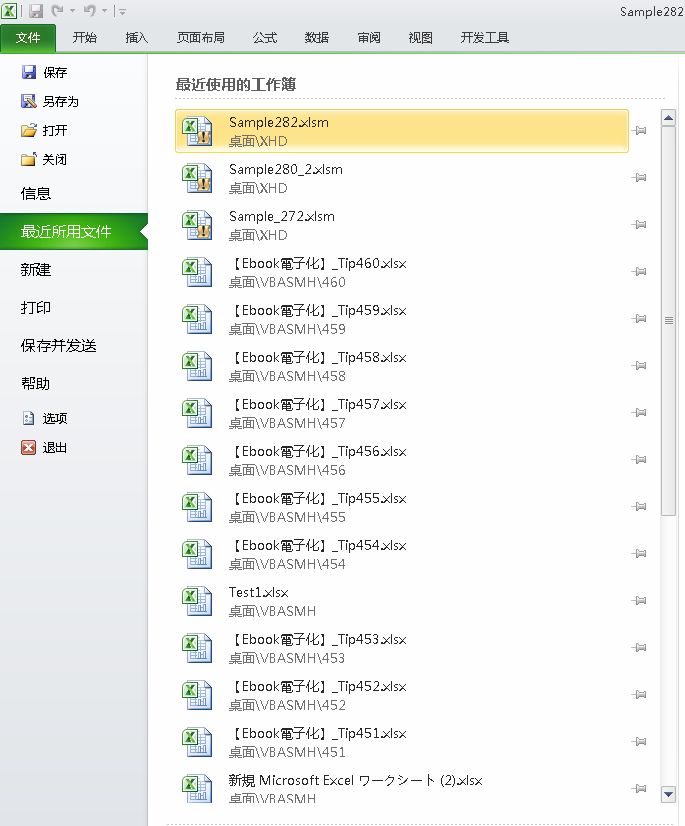 Sample282
文件 开始 插入 页面布局 公式 数据 审阅 视图 开发工具
保存
另存为
打开
关闭
信息
最近所用文件
新建
打印
保存并发送
帮助
选项
退出
最近使用的工作簿
Sample282.xlsm
桌面\XHD
Sample280_2.xlsm
桌面\XHD
Sample_272.xlsm
桌面\XHD
【Ebook電子化】_Tip460.xlsx
桌面\VBASMH\460
【Ebook電子化】_Tip459.xlsx
桌面\VBASMH\459
【Ebook電子化】_Tip458.xlsx
桌面\VBASMH\458
【Ebook電子化】_Tip457.xlsx
桌面\VBASMH\457
【Ebook電子化】_Tip456.xlsx
桌面\VBASMH\456
【Ebook電子化】_Tip455.xlsx
桌面\VBASMH\455
【Ebook電子化】_Tip454.xlsx
桌面\VBASMH\454
Test1.xlsx
桌面\VBASMH
【Ebook電子化】_Tip453.xlsx
桌面\VBASMH\453
【Ebook電子化】_Tip452.xlsx
桌面\VBASMH\452
【Ebook電子化】_Tip451.xlsx
桌面\VBASMH\451
新規 Microsoft Excel ワークシート (2).xlsx
桌面\VBASMH